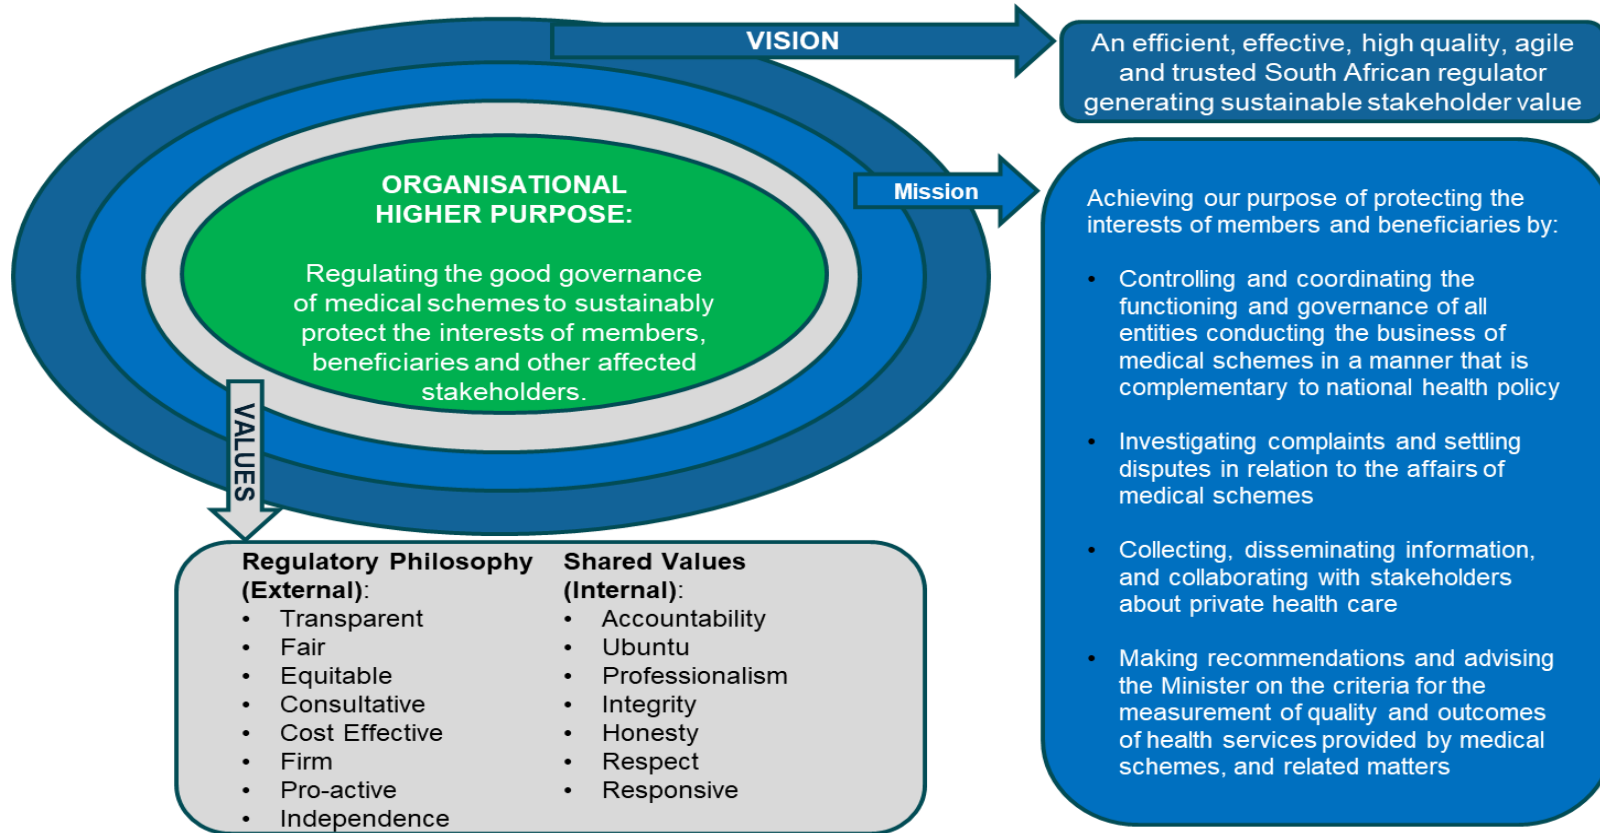 VISION
An efficient, effective, high quality, agile
and trusted South African regulator
generating sustainable stakeholder value
ORGANISATIONAL
HIGHER PURPOSE:
Regulating the good governance
of medical schemes to sustainably
protect the interests of members,
beneficiaries and other affected
stakeholders.
Mission
Achieving our purpose of protecting the
interests of members and beneficiaries by:
• Controlling and coordinating the
functioning and governance of all
entities conducting the business of
medical schemes in a manner that is
complementary to national health policy
• Investigating complaints and settling
disputes in relation to the affairs of
medical schemes
• Collecting, disseminating information,
and collaborating with stakeholders
about private health care
• Making recommendations and advising
the Minister on the criteria for the
measurement of quality and outcomes
of health services provided by medical
schemes, and related matters
VALUES
Regulatory Philosophy
(External):
• Transparent
• Fair
• Equitable
• Consultative
• Cost Effective
• Firm
• Pro-active
• Independence
Shared Values
(Internal):
• Accountability
• Ubuntu
• Professionalism
• Integrity
• Honesty
• Respect
• Responsive